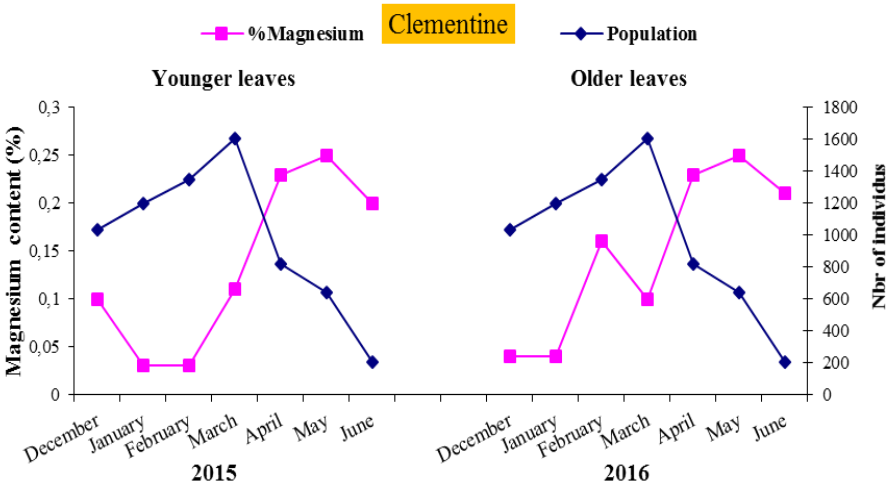 Clementine
%Magnesium
Population
Younger leaves
Older leaves
Magnesium content (%)
0,3
0,25
0,2
0,15
0,1
0,05
0
1800
1600
1400
1200
1000
800
600
400
200
0
Nbr of individus
December January February March April May June
December January February March April May June
2015
2016